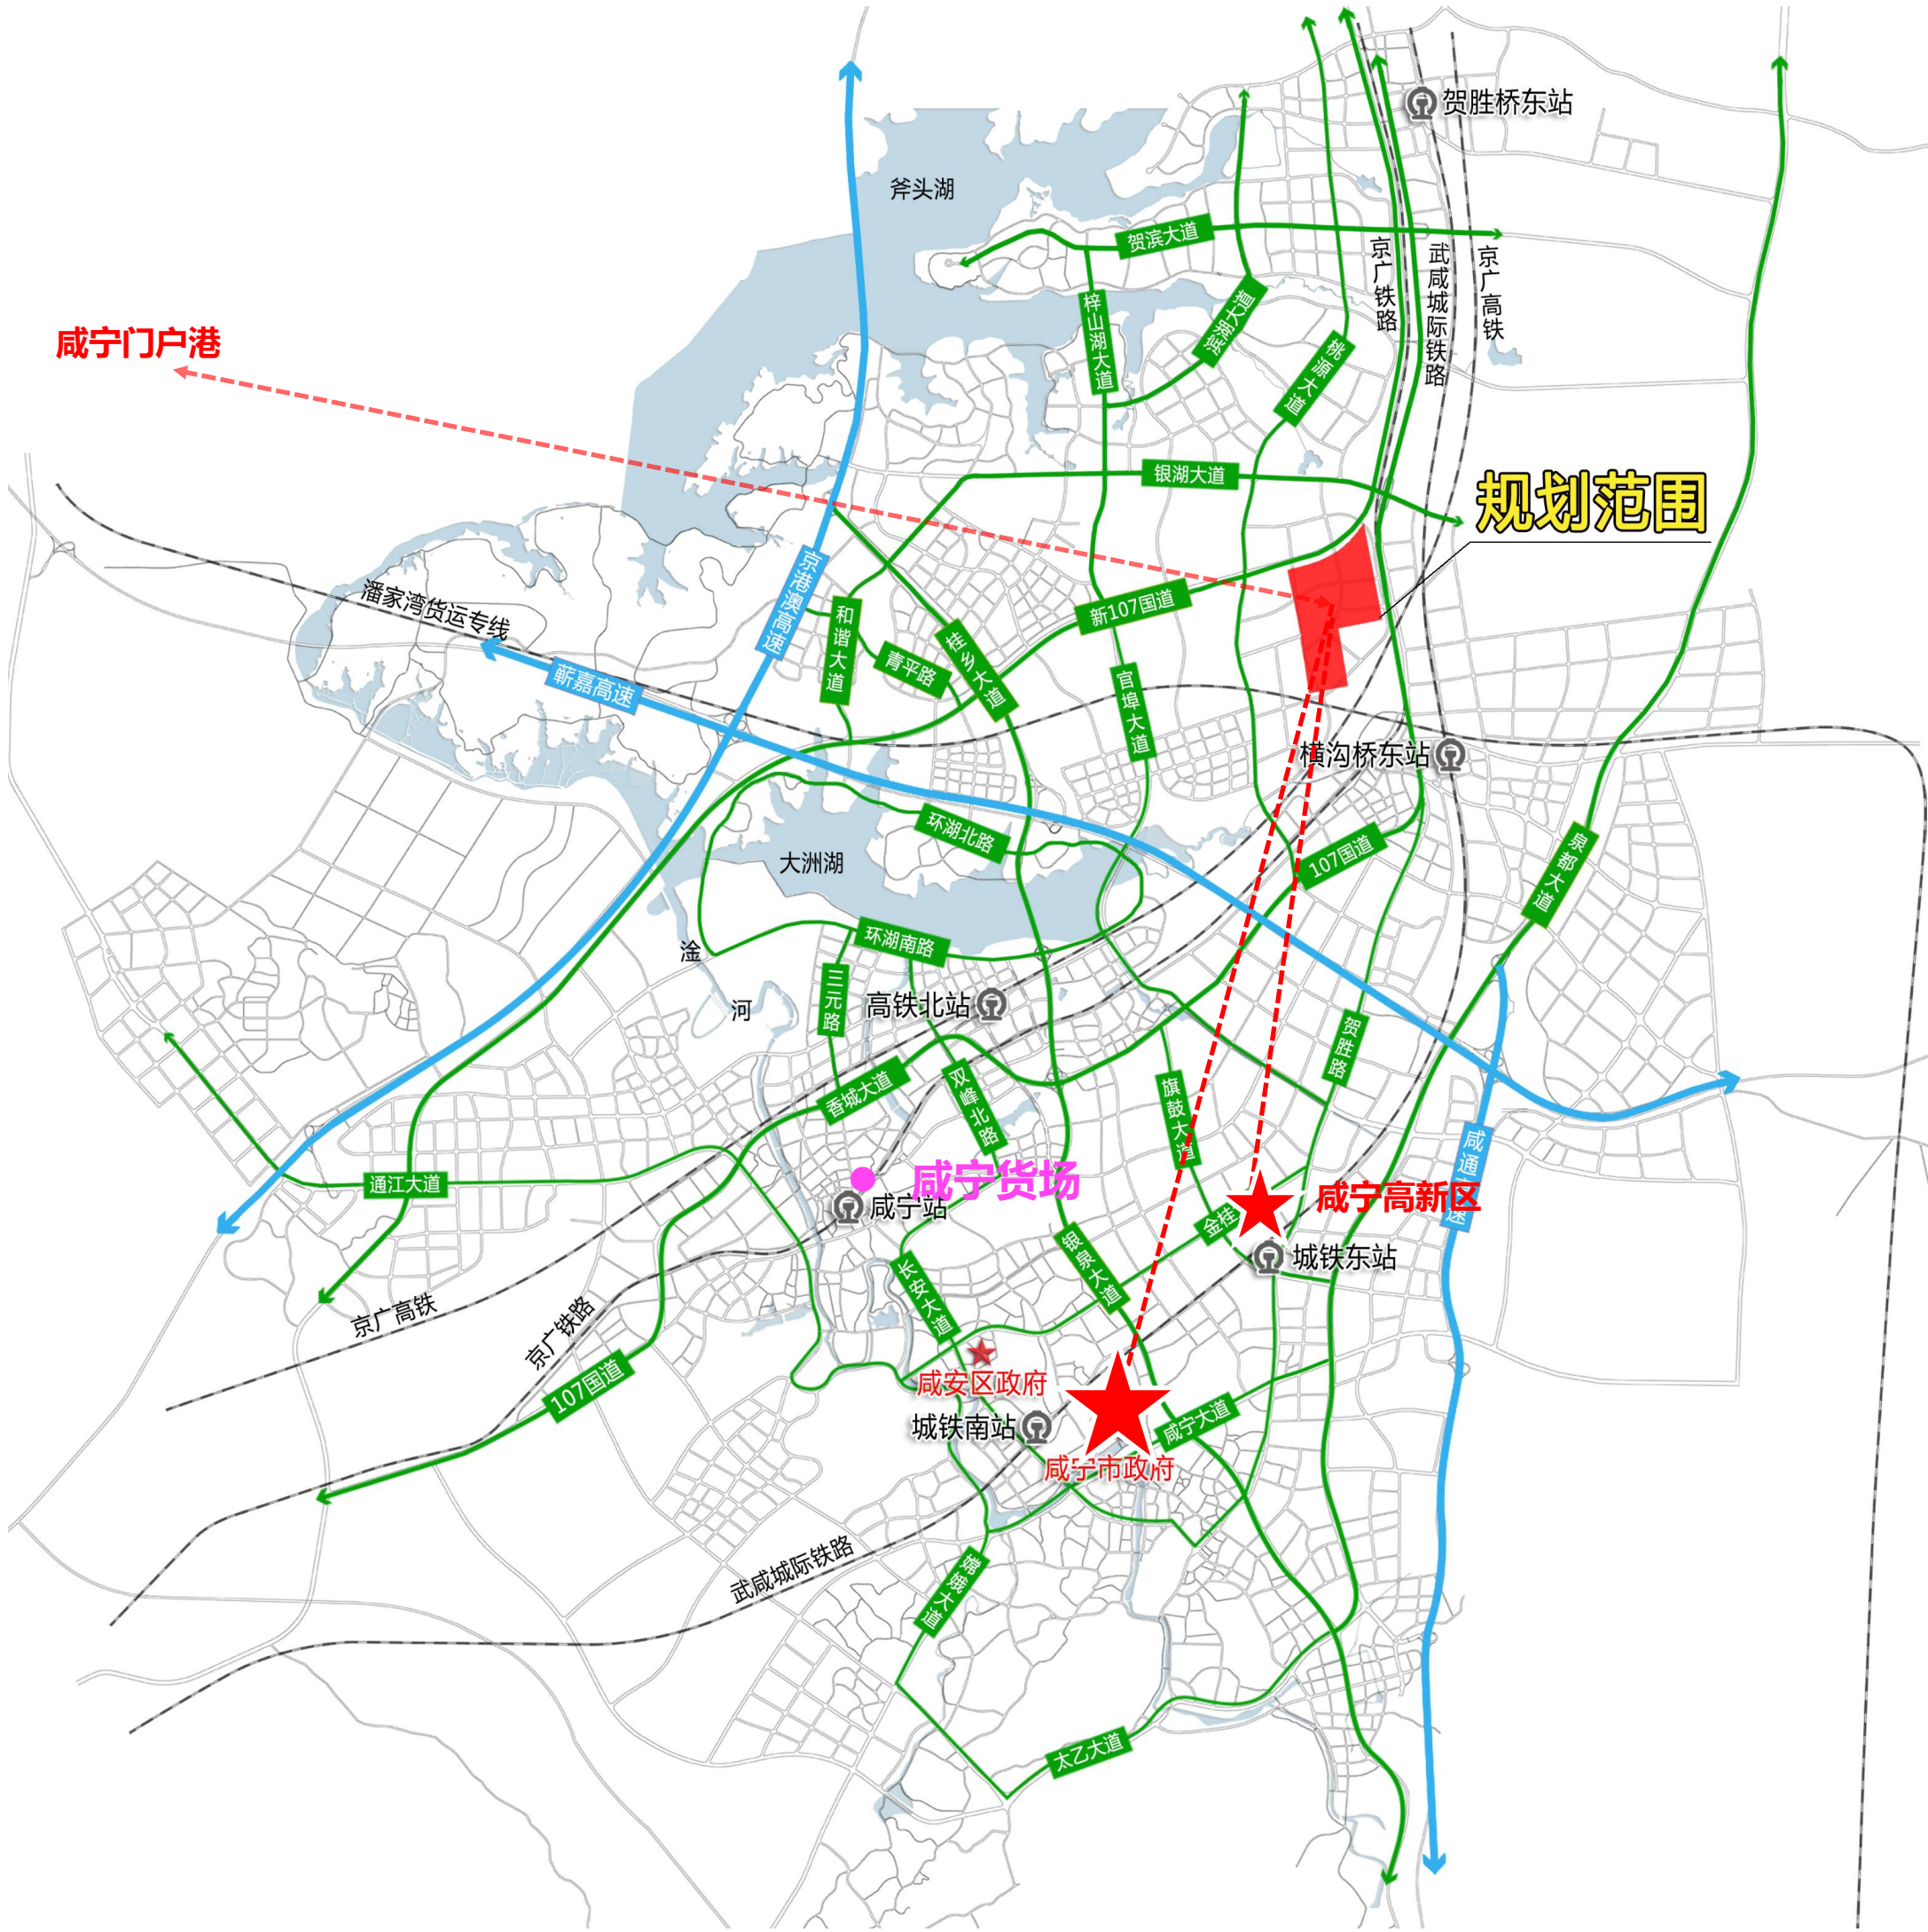 贺胜桥东站
斧头湖
贺滨大道
京广铁路
武咸城际铁路
京广高铁
梓山湖大道
滨湖大道
桃源大道
咸宁门户港
银湖大道
规划范围
京港澳高速
潘家湾货运专线
和谐大道
桂乡大道
新107国道
青平路
蕲嘉高速
官埠大道
横沟桥东站
环湖北路
大洲湖
107国道
泉都大道
环湖南路
淦
河
三元路
高铁北站
贺胜路
香城大道
双峰北路
旗鼓大道
咸通
速
通江大道
咸宁货场
咸宁站
咸宁高新区
金桂
城铁东站
长安大道
银泉大道
京广高铁
京广铁路
107国道
咸安区政府
城铁南站
咸宁大道
咸宁市政府
武咸城际铁路
嫦娥大道
太乙大道